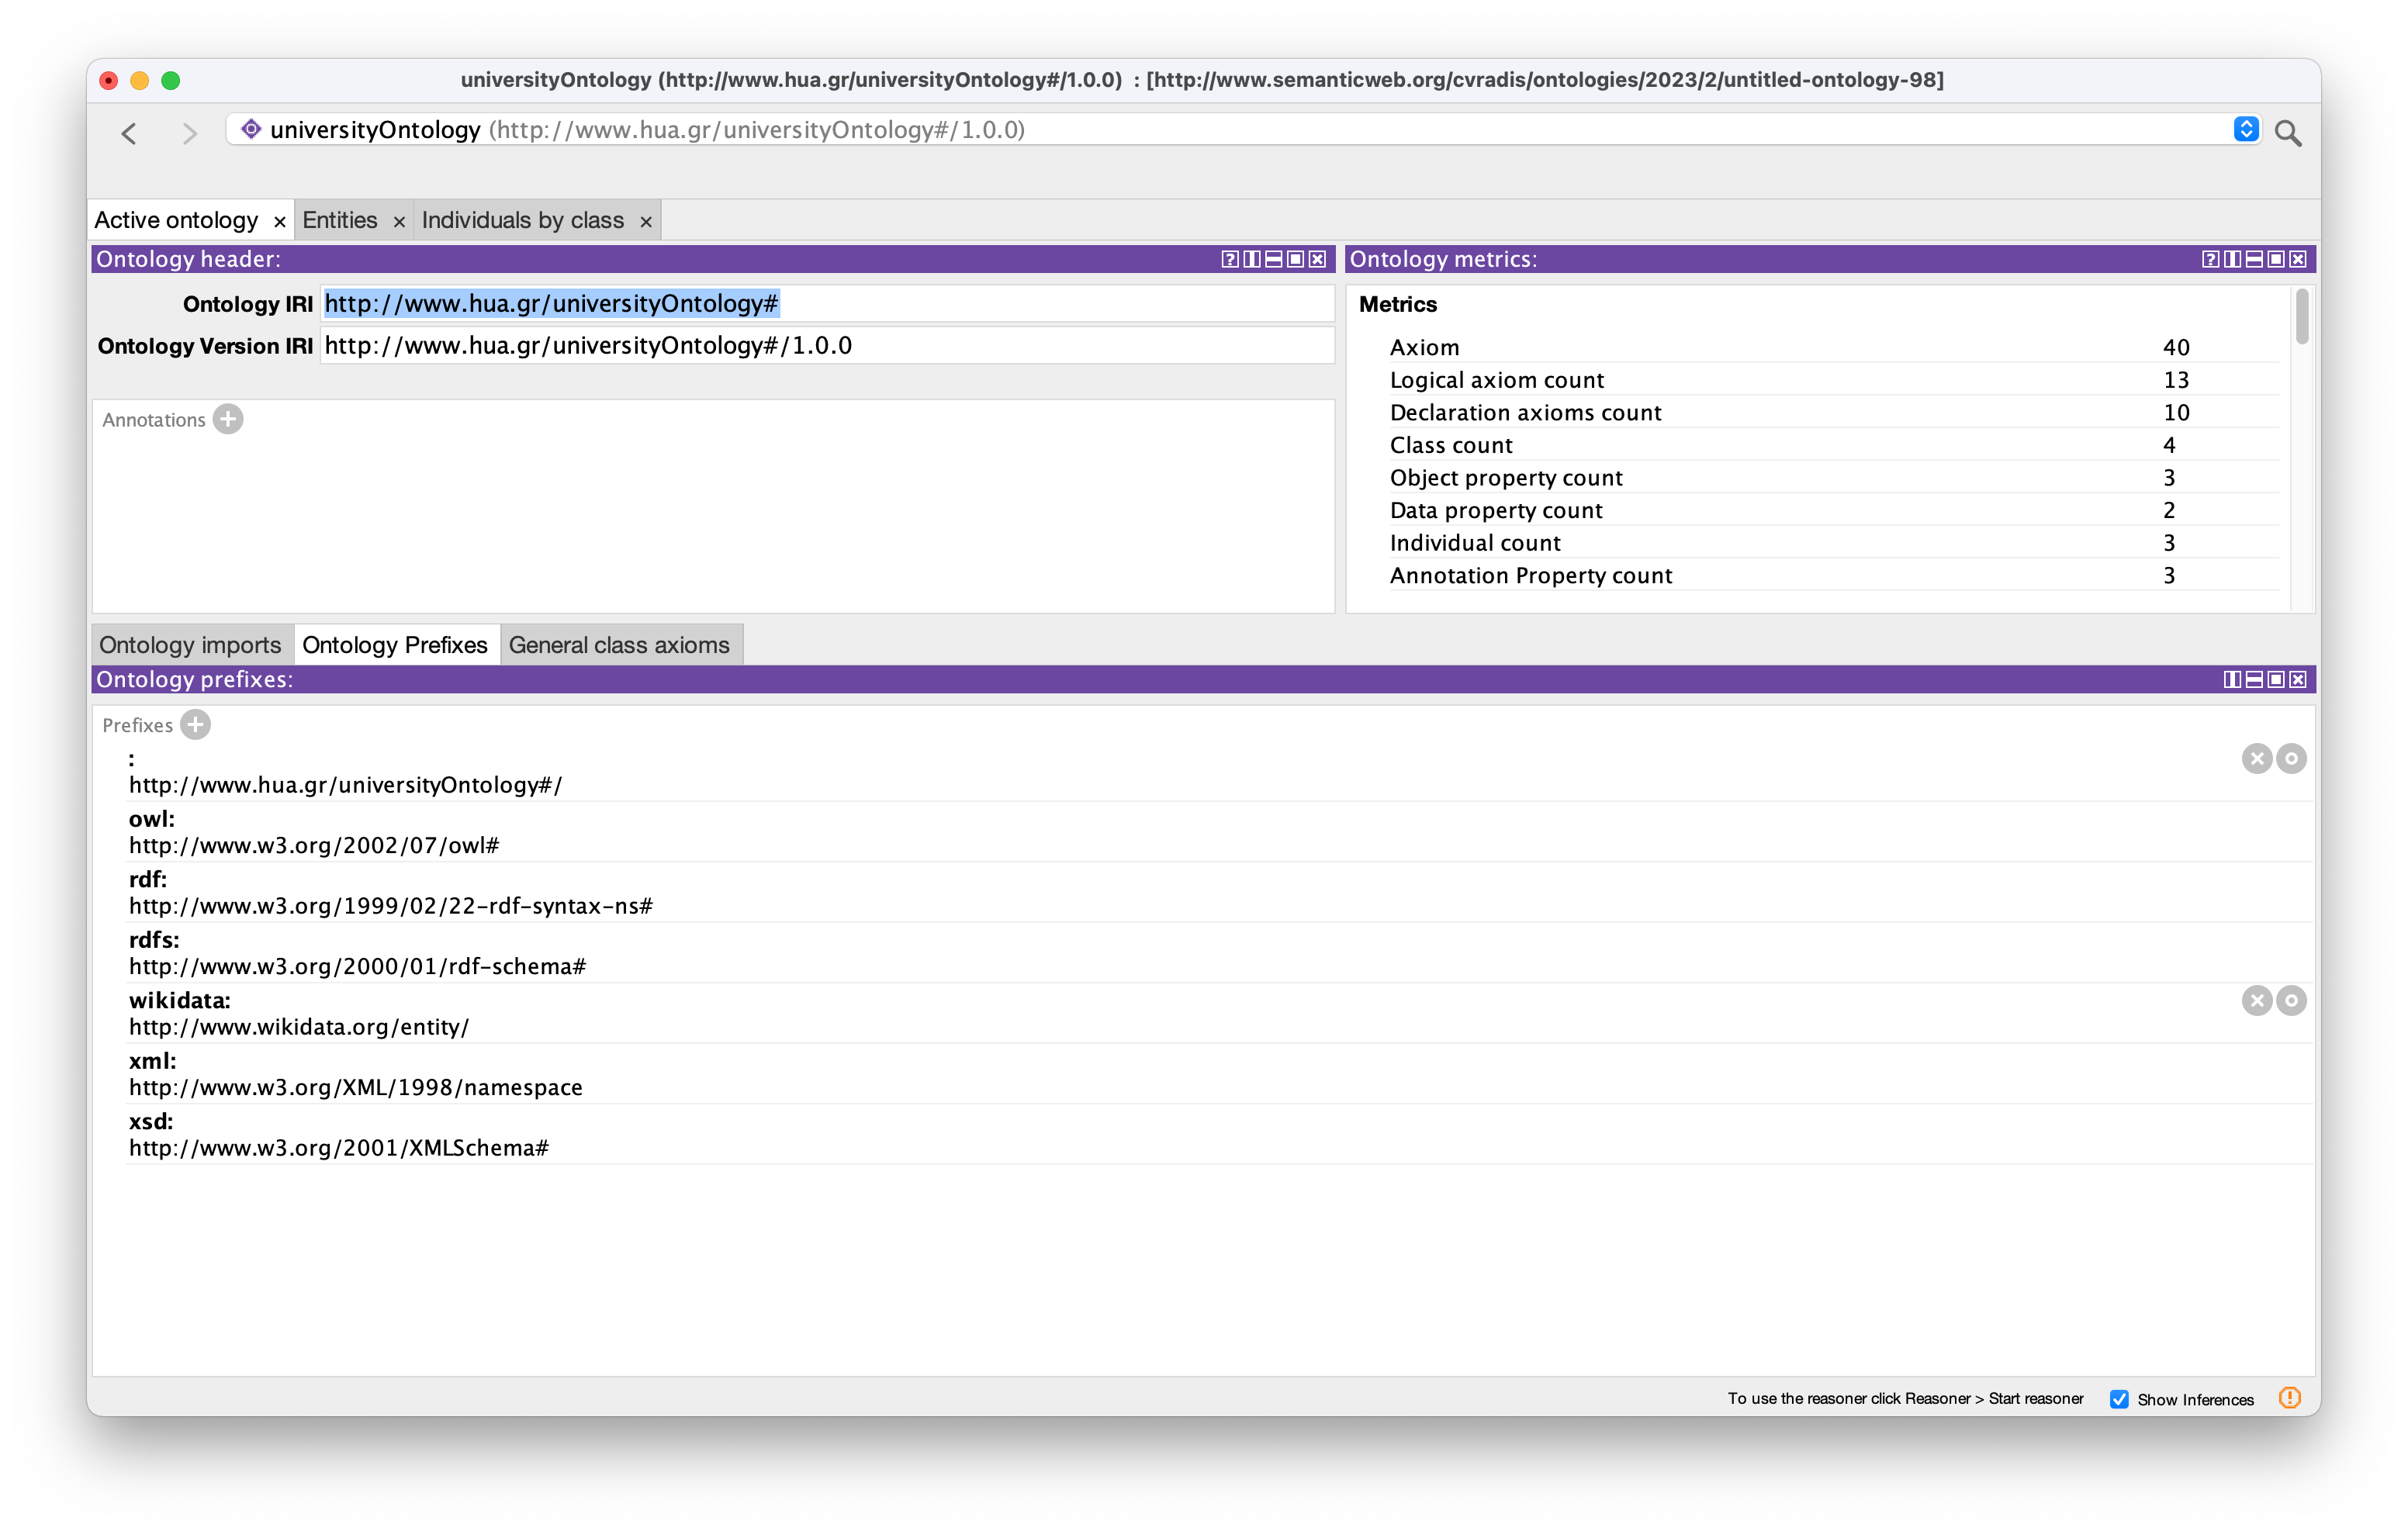 universityOntology (http://www.hua.gr/universityOntology#/1.0.0)  : [http://www.semanticweb.org/cvradis/ontologies/2023/2/untitled-ontology-98]
universityOntology (http://www.hua.gr/universityOntology#/1.0.0)
Active ontology × Entities × Individuals by class ×
Ontology header:
Ontology IRI http://www.hua.gr/universityOntology#
Ontology Version IRI http://www.hua.gr/universityOntology#/1.0.0
Annotations
Ontology metrics:
Metrics
Axiom 40
Logical axiom count 13
Declaration axioms count 10
Class count 4
Object property count 3
Data property count 2
Individual count 3
Annotation Property count 3
Ontology imports Ontology Prefixes General class axioms
Ontology prefixes:
Prefixes
:
http://www.hua.gr/universityOntology#/
owl:
http://www.w3.org/2002/07/owl#
rdf:
http://www.w3.org/1999/02/22-rdf-syntax-ns#
rdfs:
http://www.w3.org/2000/01/rdf-schema#
wikidata:
http://www.wikidata.org/entity/
xml:
http://www.w3.org/XML/1998/namespace
xsd:
http://www.w3.org/2001/XMLSchema#
To use the reasoner click Reasoner > Start reasoner Show Inferences